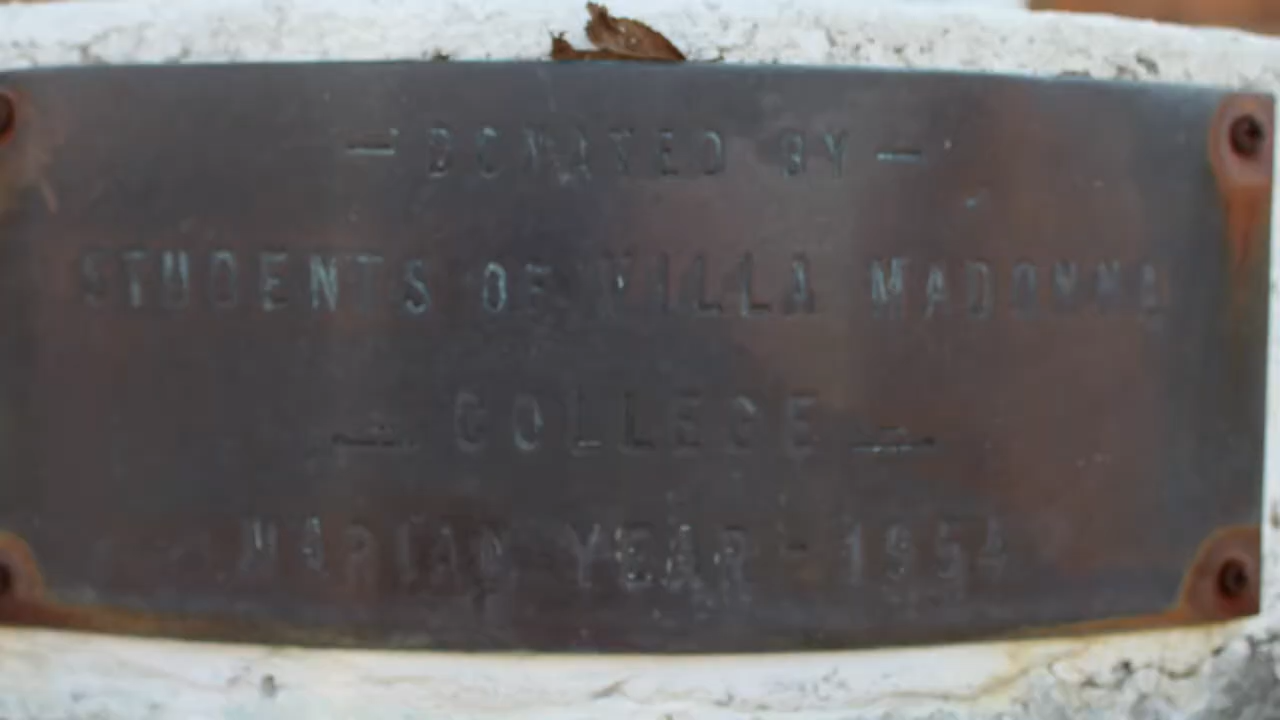 — DONATED BY —
STUDENTS OF VILLA MADONNA
— COLLEGE —
MARIAN YEAR - 1954